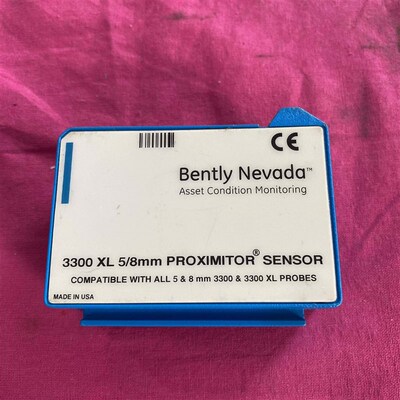 CE
Bently Nevada™
Asset Condition Monitoring
3300 XL 5/8mm PROXIMITOR® SENSOR
COMPATIBLE WITH ALL 5 & 8 mm 3300 & 3300 XL PROBES
MADE IN USA